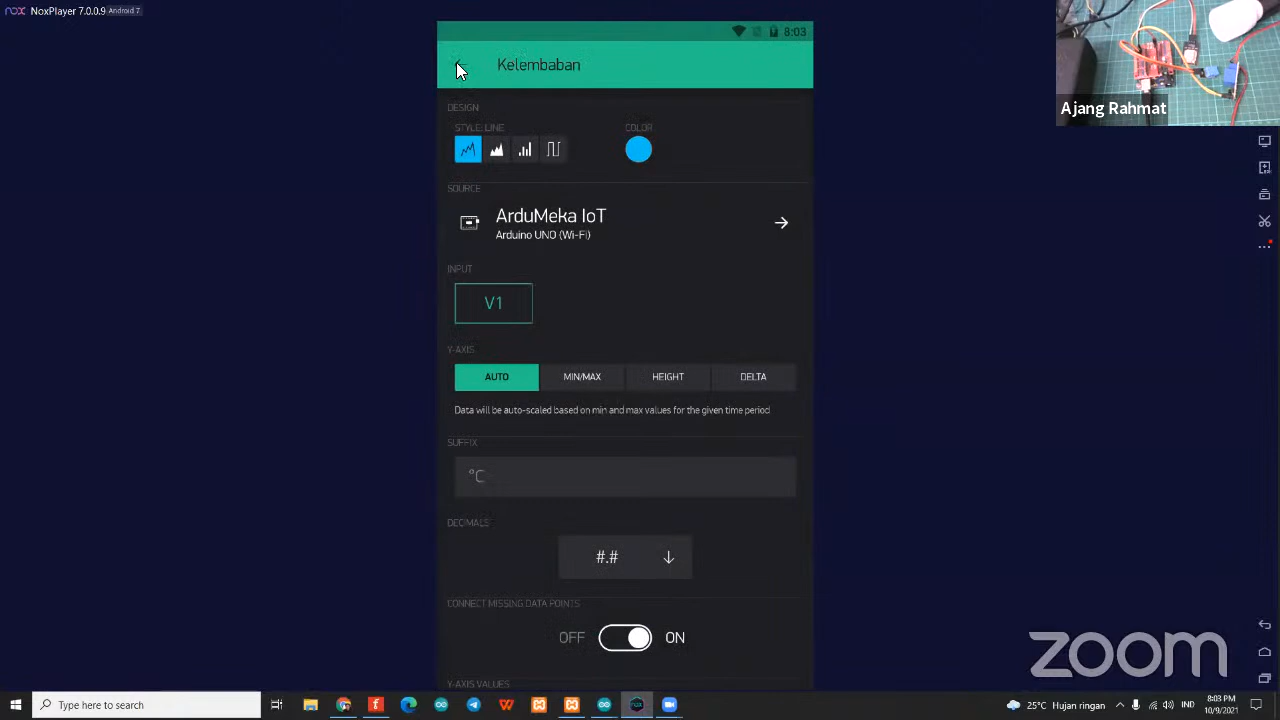 NoxPlayer 7.0.0.9 Android 7
8:03
Kelembaban
Ajang Rahmat
DESIGN
STYLE: LINE
COLOR
SOURCE
ArduMeka IoT
Arduino UNO (Wi-Fi)
INPUT
V1
Y-AXIS
AUTO MIN/MAX HEIGHT DELTA
Data will be auto-scaled based on min and max values for the given time period
SUFFIX
°C
DECIMALS
#.#
CONNECT MISSING DATA POINTS
OFF ON
zoom
Y-AXIS VALUES
Type here to search
25°C Hujan ringan
IND
8:03 PM
10/9/2021